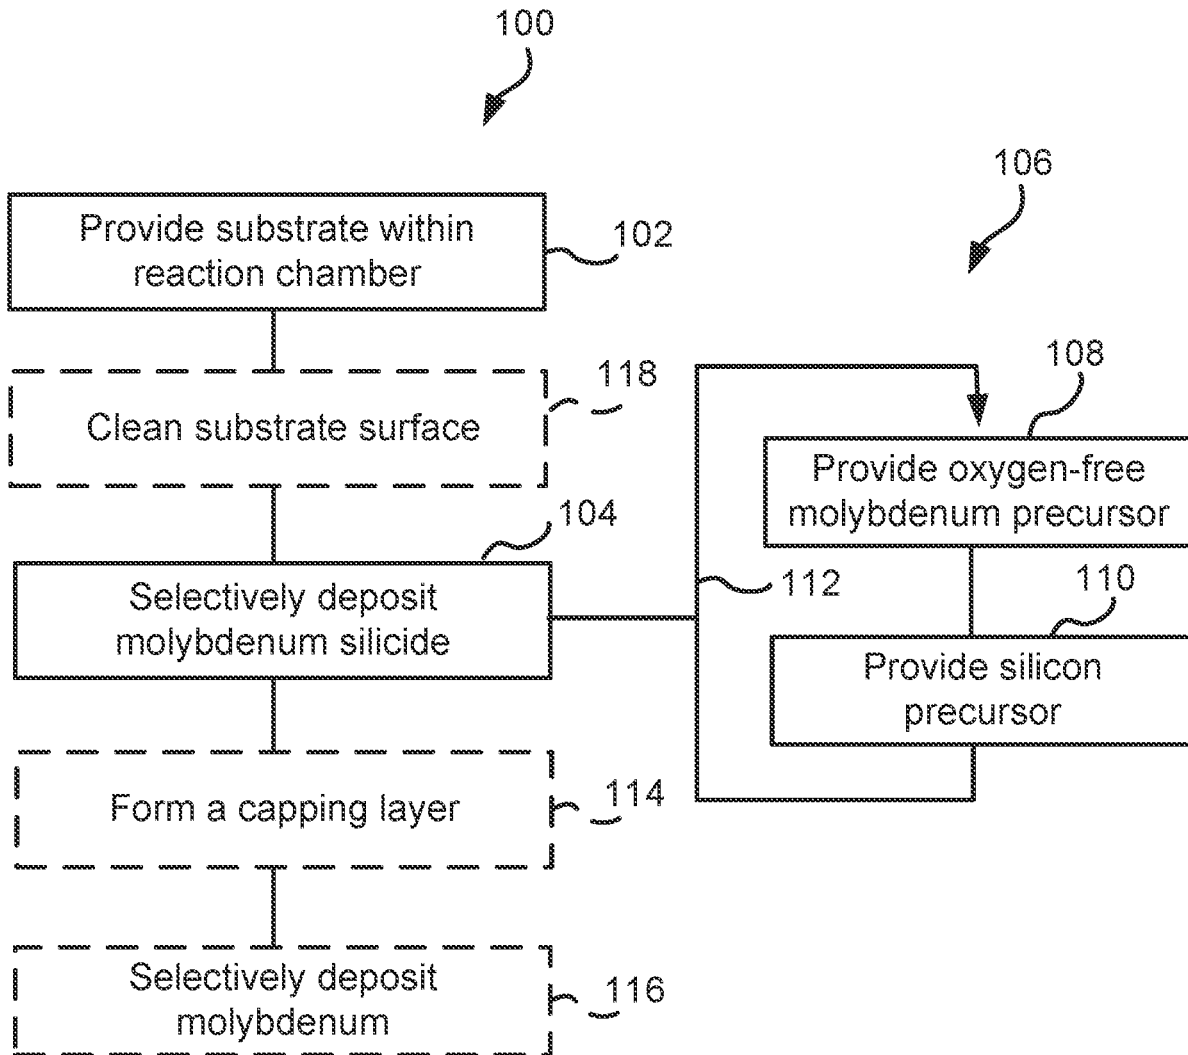 100
106
Provide substrate within
reaction chamber
102
Clean substrate surface
118
108
Provide oxygen-free
molybdenum precursor
104
Selectively deposit
molybdenum silicide
112
110
Provide silicon
precursor
Form a capping layer
114
Selectively deposit
molybdenum
116